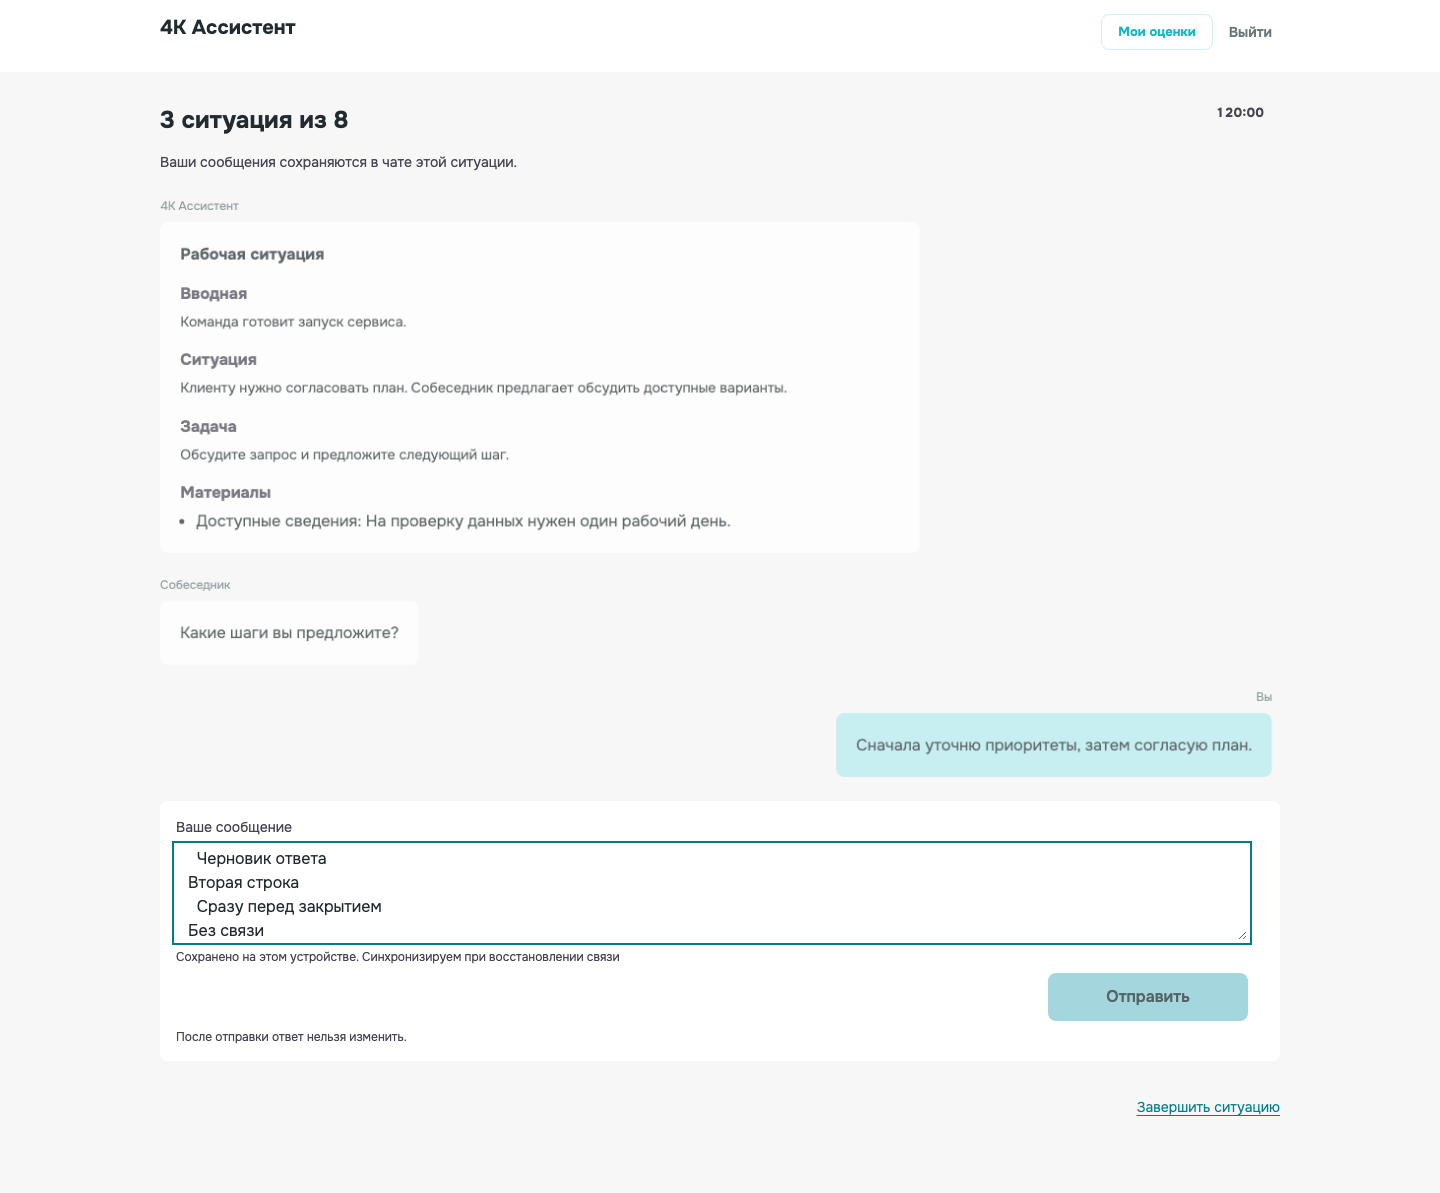 4К Ассистент
Мои оценки
Выйти
3 ситуация из 8
1 20:00
Ваши сообщения сохраняются в чате этой ситуации.
4К Ассистент
Рабочая ситуация
Вводная
Команда готовит запуск сервиса.
Ситуация
Клиенту нужно согласовать план. Собеседник предлагает обсудить доступные варианты.
Задача
Обсудите запрос и предложите следующий шаг.
Материалы
• Доступные сведения: На проверку данных нужен один рабочий день.
Собеседник
Какие шаги вы предложите?
Вы
Сначала уточню приоритеты, затем согласую план.
Ваше сообщение
Черновик ответа
Вторая строка
Сразу перед закрытием
Без связи
Сохранено на этом устройстве. Синхронизируем при восстановлении связи
Отправить
После отправки ответ нельзя изменить.
Завершить ситуацию